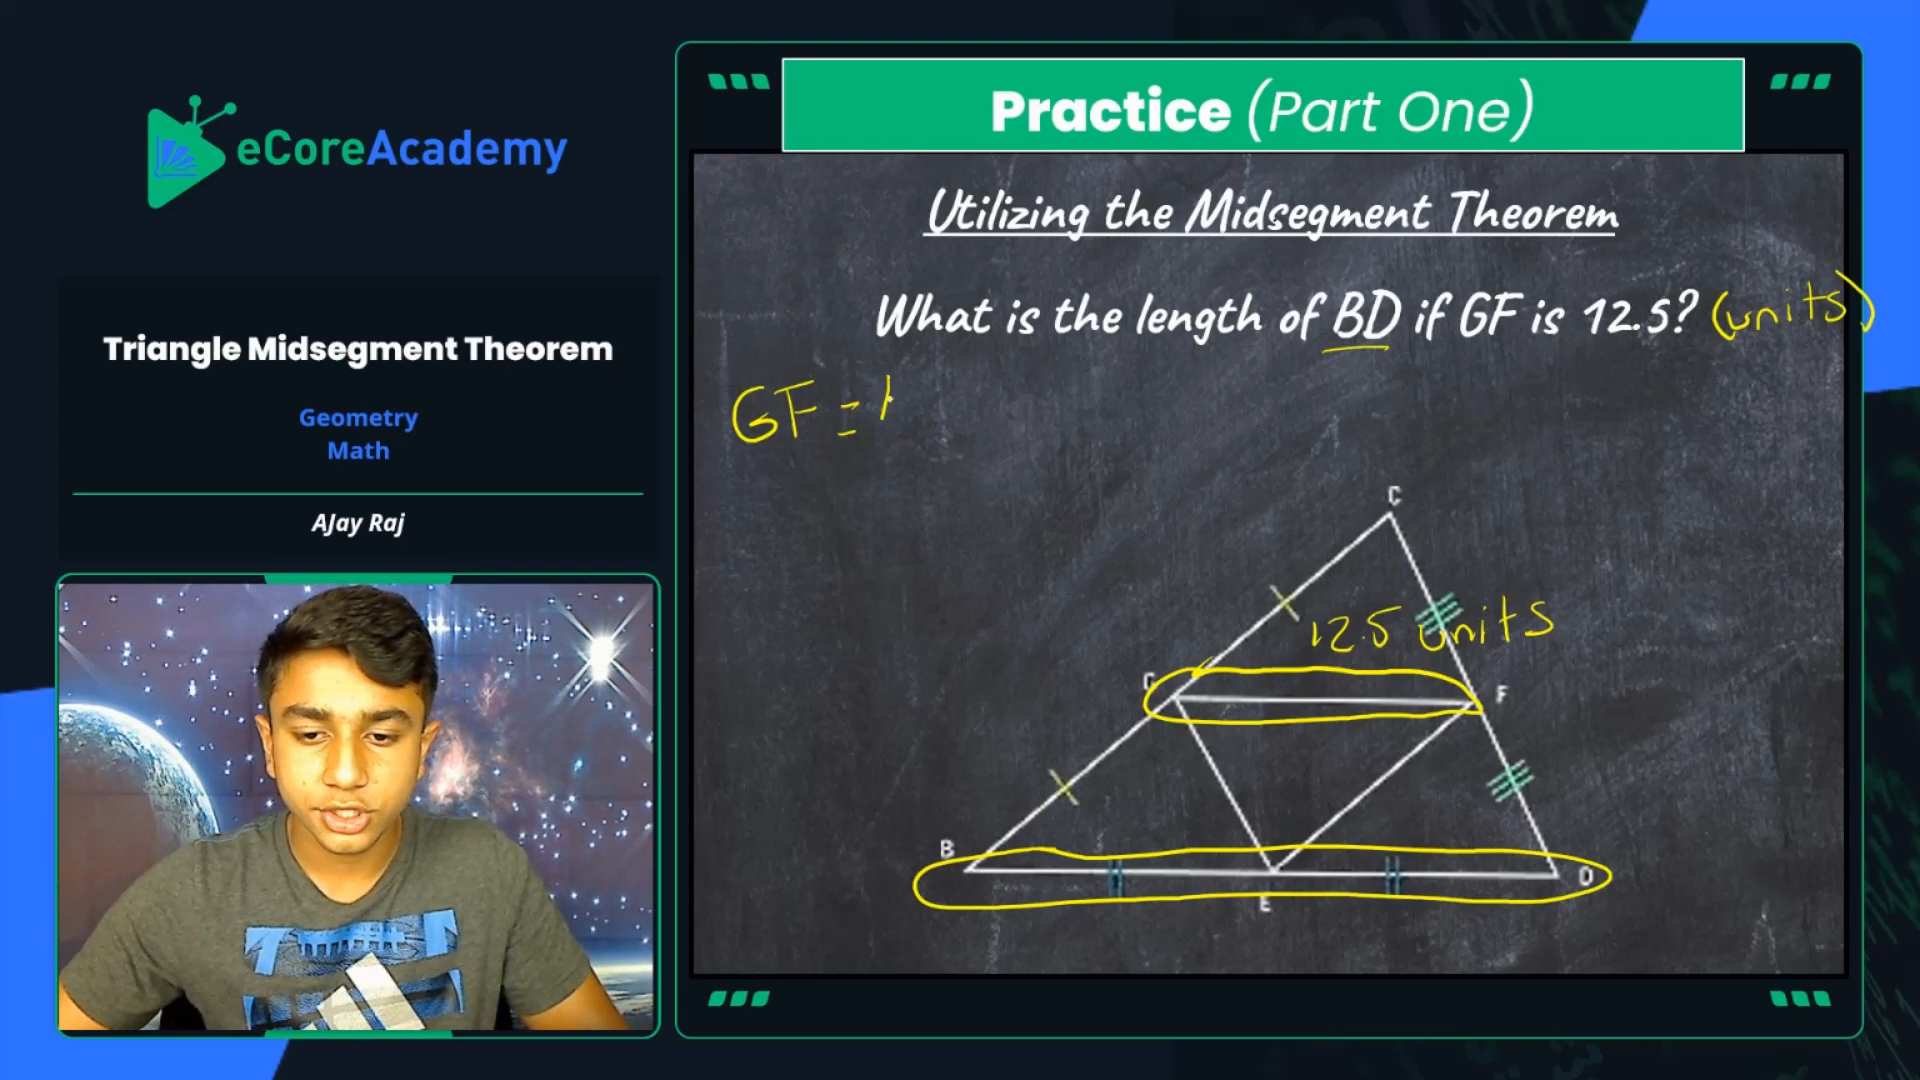 eCoreAcademy
Triangle Midsegment Theorem
Geometry
Math
AJay Raj
Practice (Part One)
Utilizing the Midsegment Theorem
What is the length of BD if GF is 12.5? (units)
GF =
C
12.5 units
G
F
B
D
E